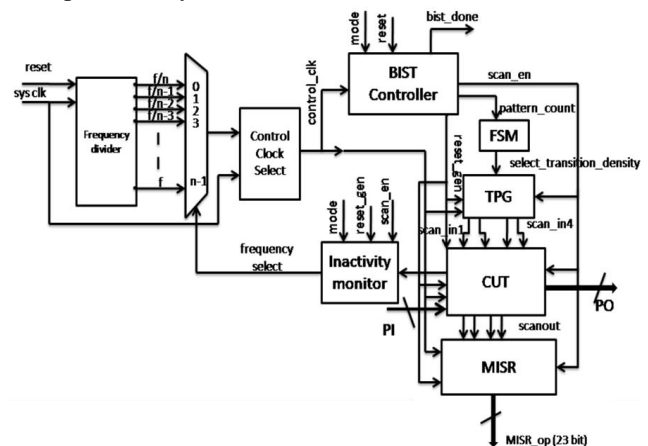 mode
reset
bist_done
reset
sys clk
f/n
f/n-1
f/n-2
f/n-3
f
0
1
2
3
n-1
Frequency
divider
Control
Clock
Select
control_clk
BIST
Controller
scan_en
pattern_count
FSM
select_transition_density
reset_gen
TPG
scan_in1
scan_in4
mode
reset_gen
scan_en
frequency
select
Inactivity
monitor
CUT
PI
PO
scanout
MISR
MISR_op (23 bit)